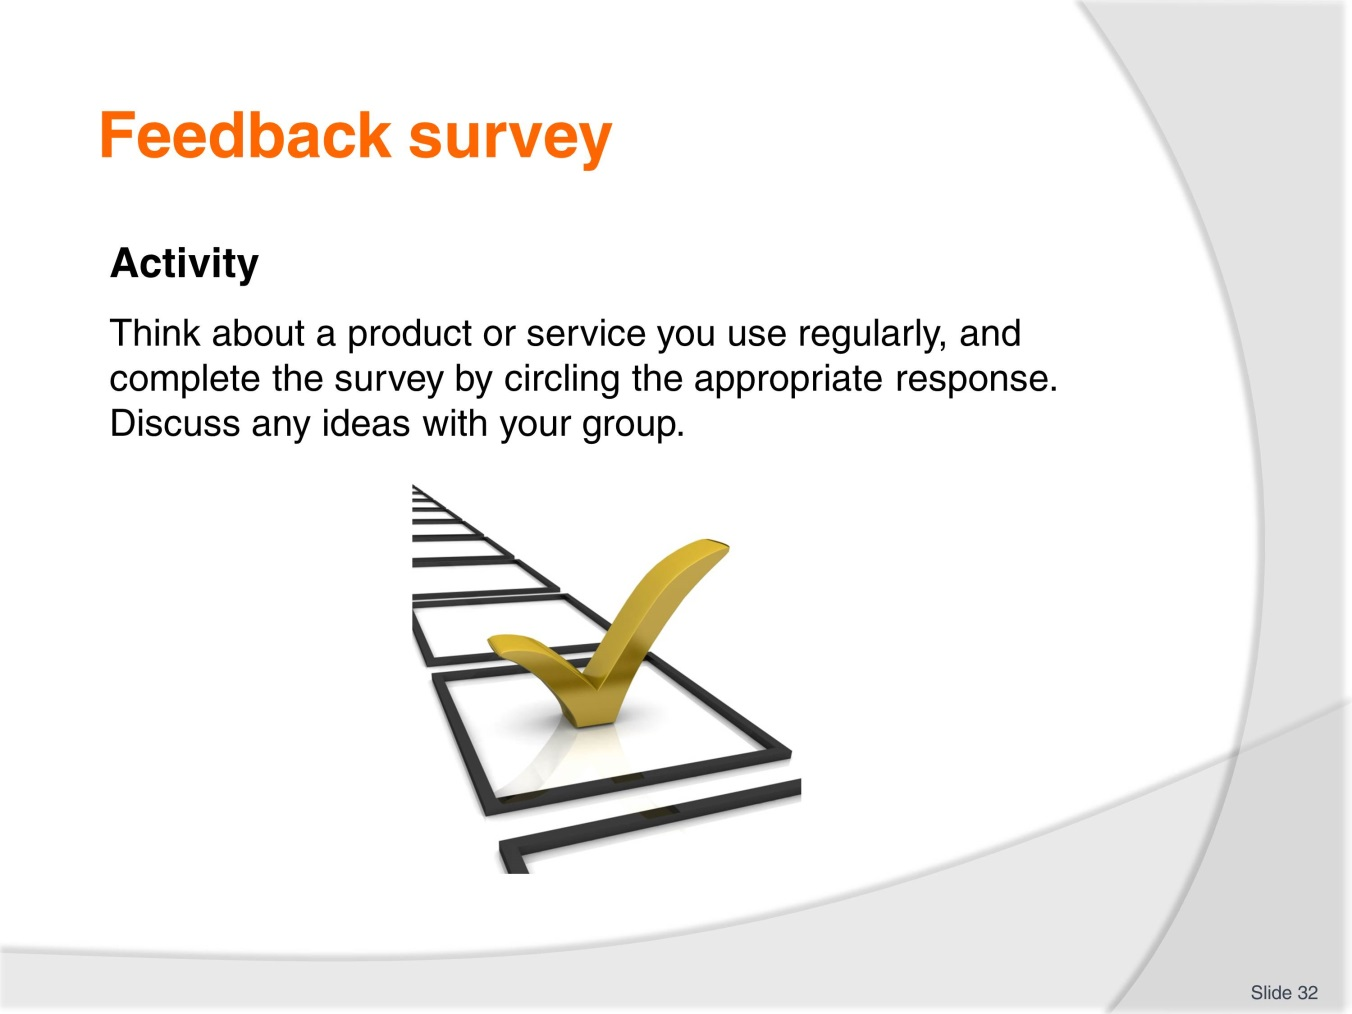 Feedback survey
Activity
Think about a product or service you use regularly, and
complete the survey by circling the appropriate response.
Discuss any ideas with your group.
Slide 32